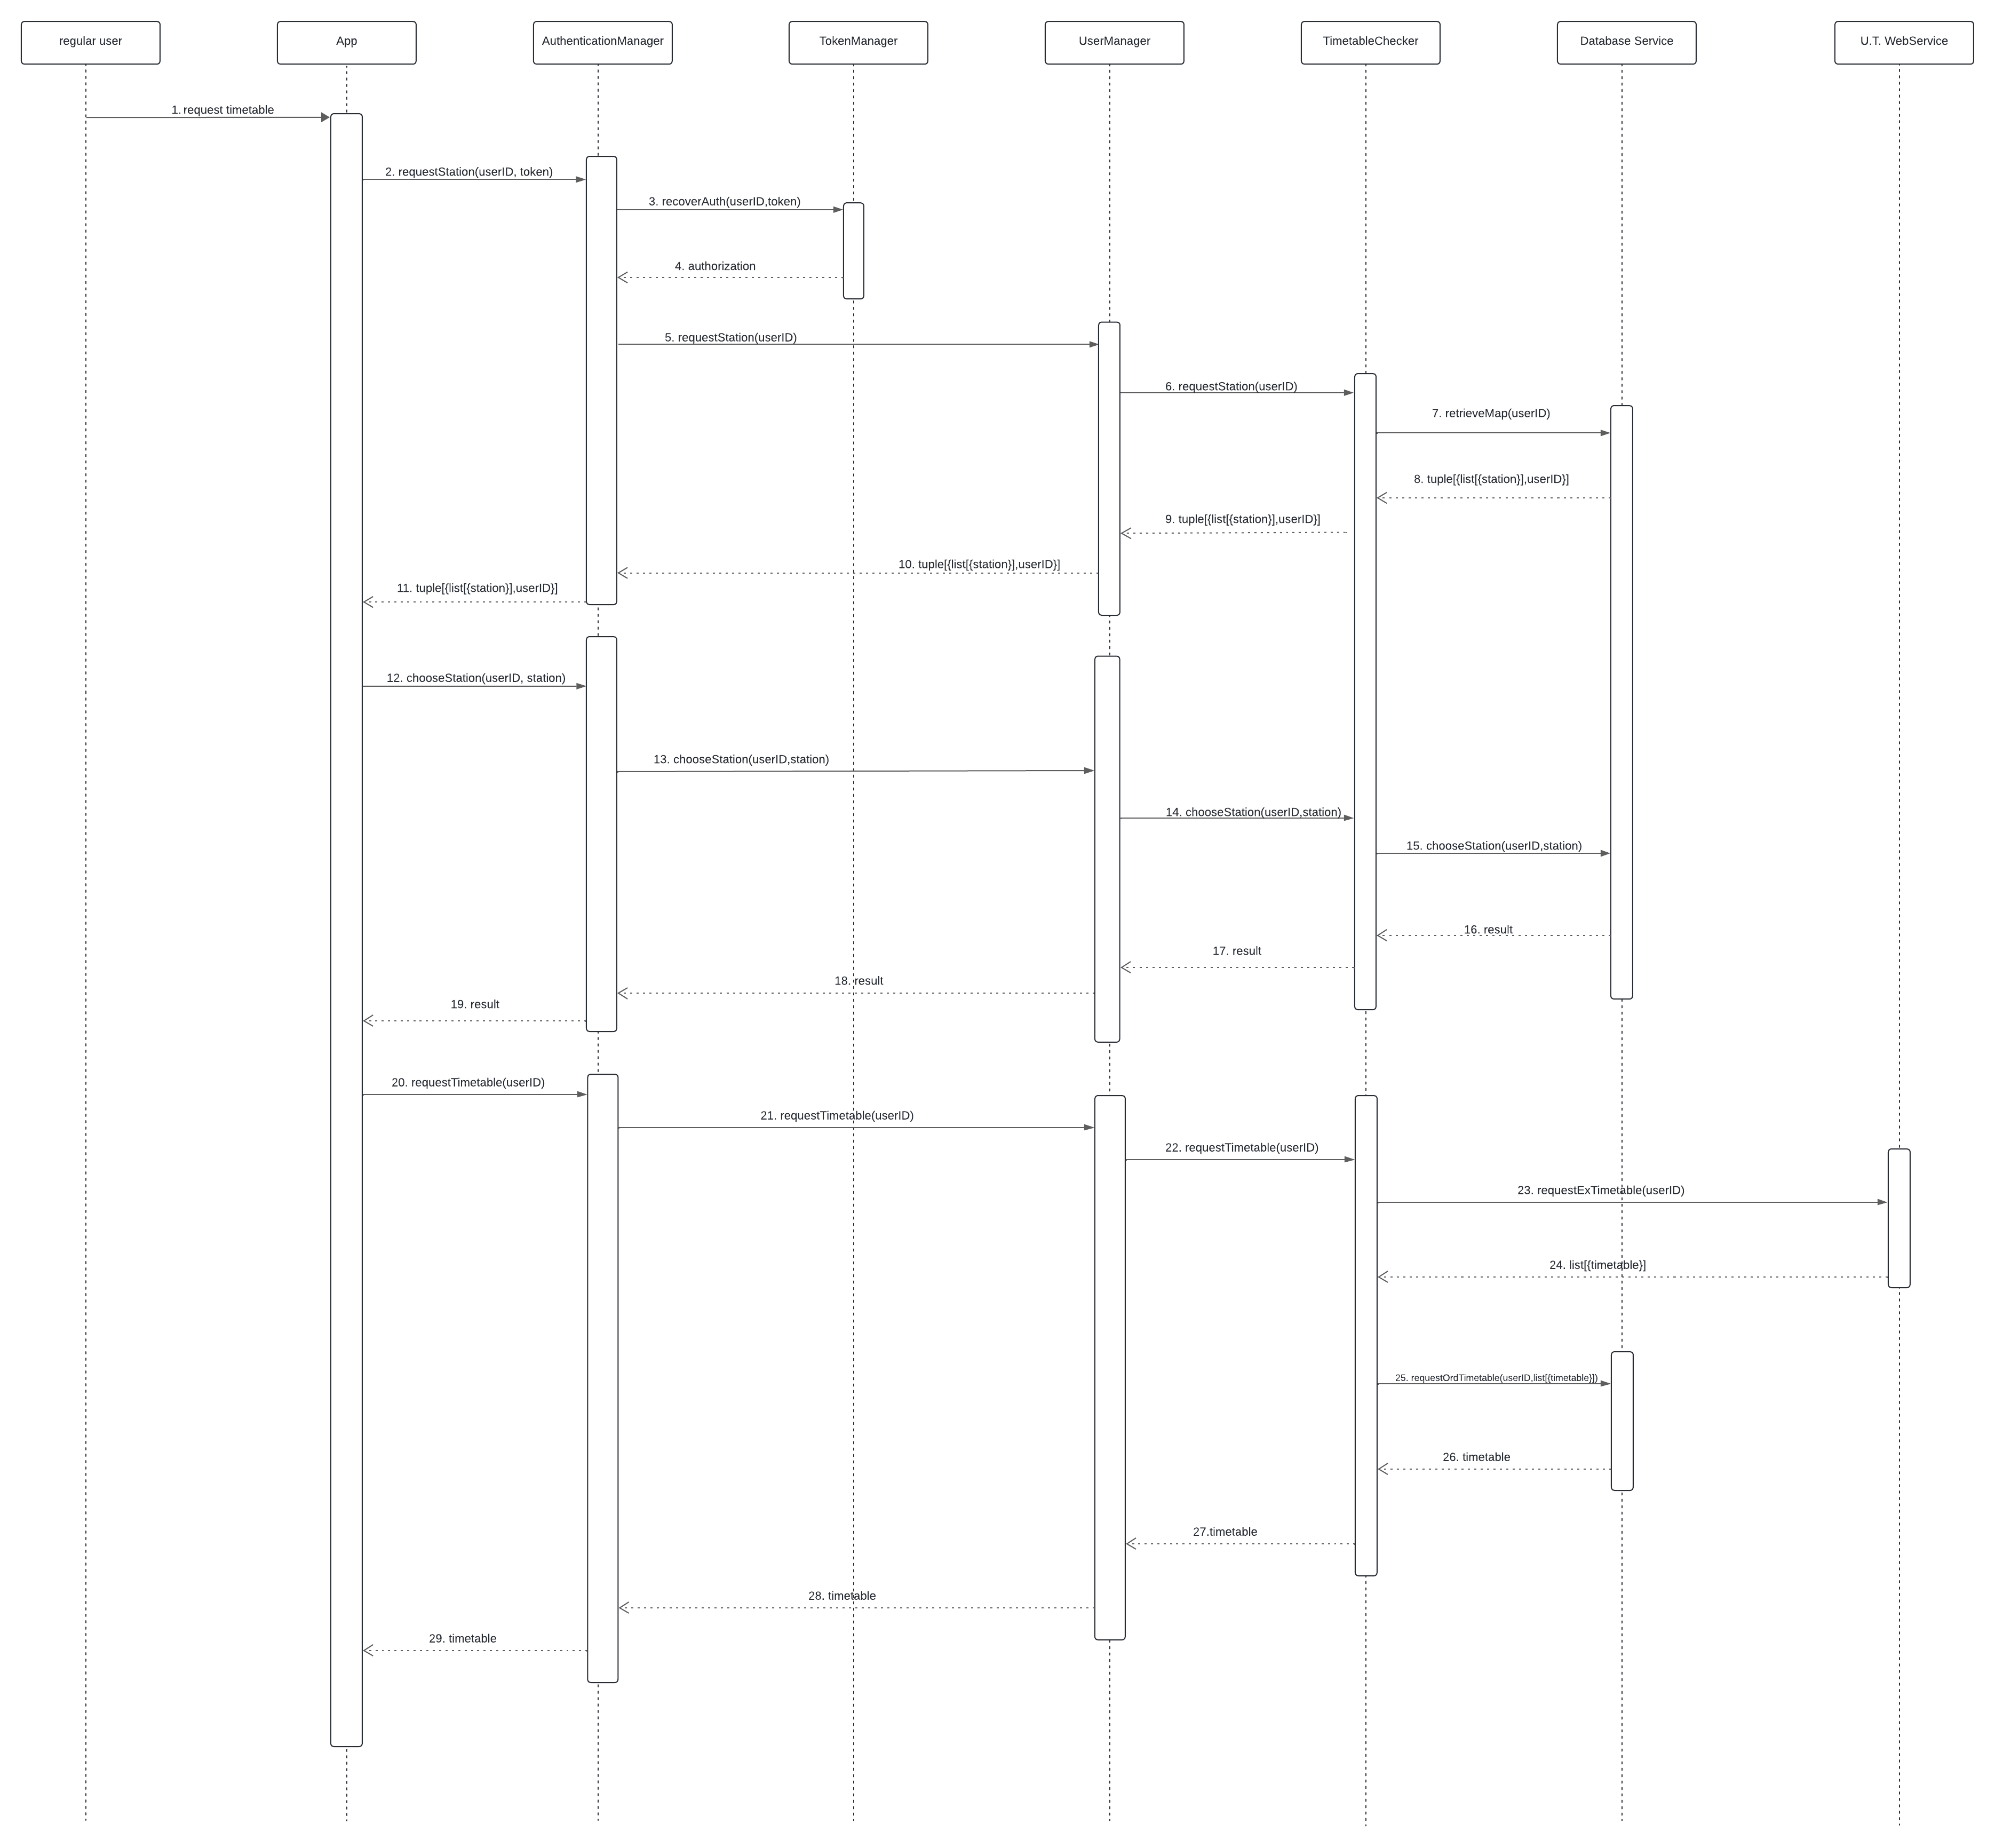 regular user
App
AuthenticationManager
TokenManager
UserManager
TimetableChecker
Database Service
U.T. WebService
1. request timetable
2. requestStation(userID, token)
3. recoverAuth(userID,token)
4. authorization
5. requestStation(userID)
6. requestStation(userID)
7. retrieveMap(userID)
8. tuple[{list[{station}],userID}]
9. tuple[{list[{station}],userID}]
10. tuple[{list[{station}],userID}]
11. tuple[{list[{station}],userID}]
12. chooseStation(userID, station)
13. chooseStation(userID,station)
14. chooseStation(userID,station)
15. chooseStation(userID,station)
16. result
17. result
18. result
19. result
20. requestTimetable(userID)
21. requestTimetable(userID)
22. requestTimetable(userID)
23. requestExTimetable(userID)
24. list[{timetable}]
25. requestOrdTimetable(userID,list[{timetable}])
26. timetable
27.timetable
28. timetable
29. timetable